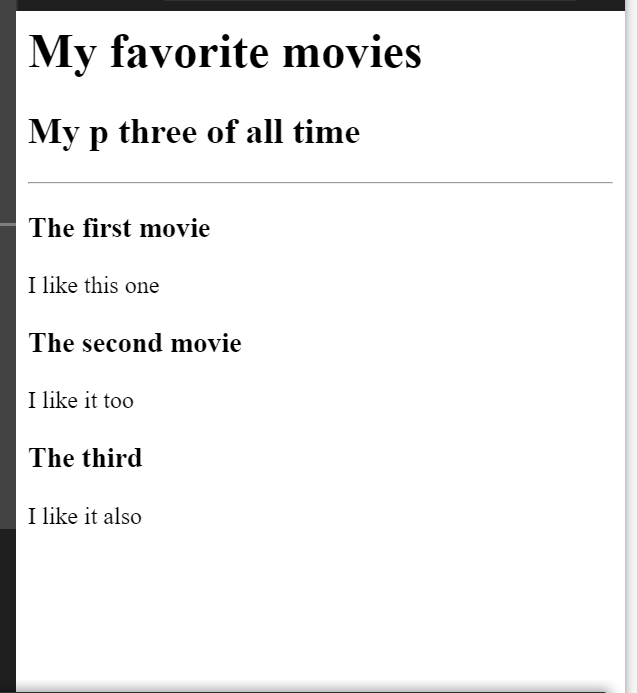 My favorite movies
My p three of all time
The first movie
I like this one
The second movie
I like it too
The third
I like it also